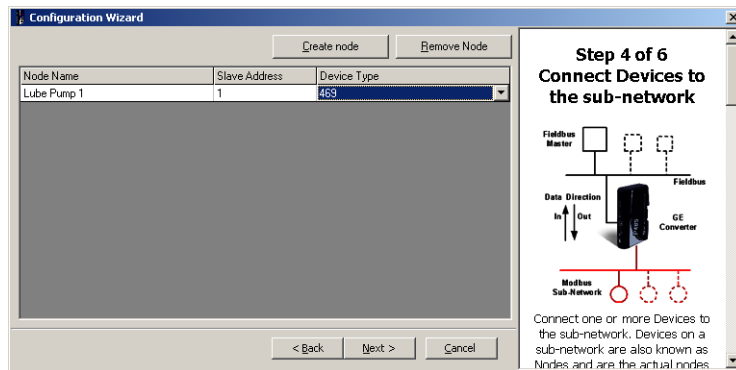 Configuration Wizard
Create node
Remove Node
Node Name
Slave Address
Device Type
Lube Pump 1
1
469
< Back
Next >
Cancel
Step 4 of 6
Connect Devices to
the sub-network
Fieldbus
Master
Fieldbus
Data Direction
In
Out
GE
Converter
Modbus
Sub-Network
Connect one or more Devices to
the sub-network. Devices on a
sub-network are also known as
Nodes and are the actual nodes